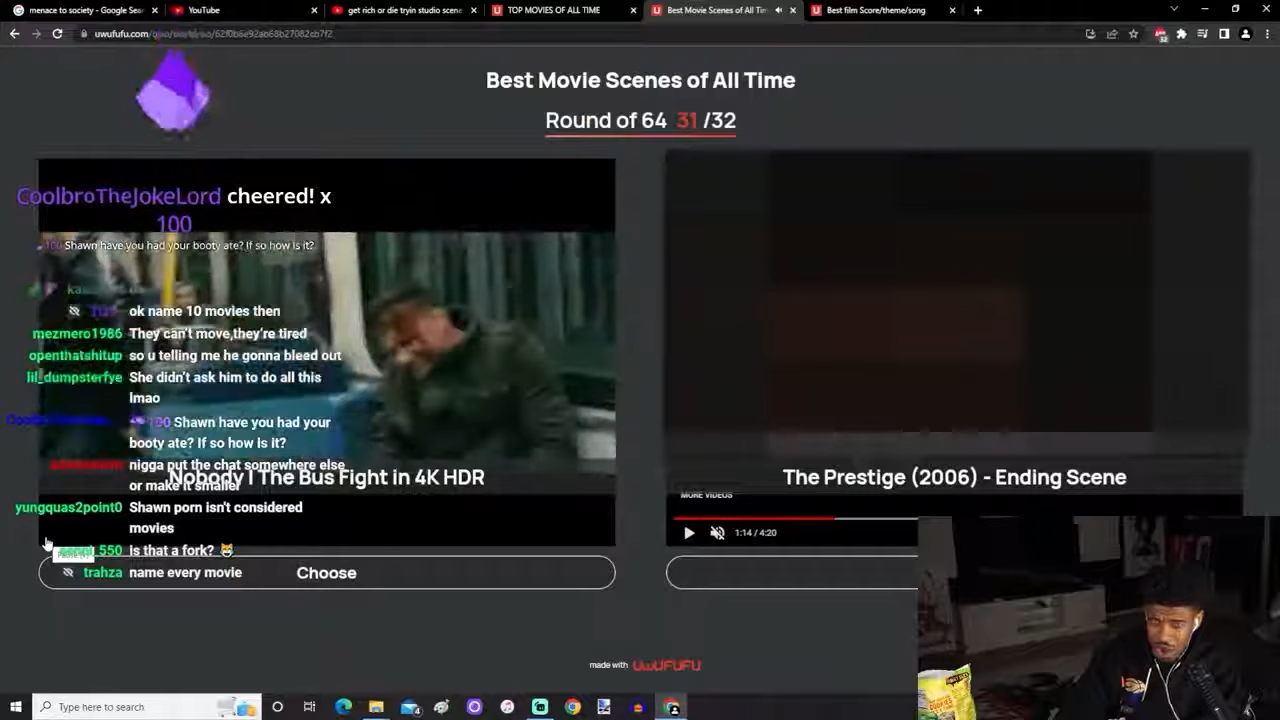 menace to society - Google Sear
YouTube
get rich or die tryin studio scene
TOP MOVIES OF ALL TIME
Best Movie Scenes of All Tim
Best film Score/theme/song
uwufufu.com
62f0b6e92ab68b27082cb7f2
Best Movie Scenes of All Time
Round of 64 31 /32
CoolbroTheJokeLord cheered! x
100
100 Shawn have you had your booty ate? If so how is it?
ok name 10 movies then
mezmero1986 They can't move,they're tired
openthatshitup so u telling me he gonna bleed out
lil_dumpsterfye She didn't ask him to do all this
lmao
100 Shawn have you had your
booty ate? If so how is it?
nigga put the chat somewhere else
or make it smaller
Nobody | The Bus Fight in 4K HDR
The Prestige (2006) - Ending Scene
yungquas2point0 Shawn porn isn't considered
movies
MORE VIDEOS
1:14 / 4:20
550 Is that a fork?
trahza name every movie
Choose
made with UWUFUFU
Type here to search